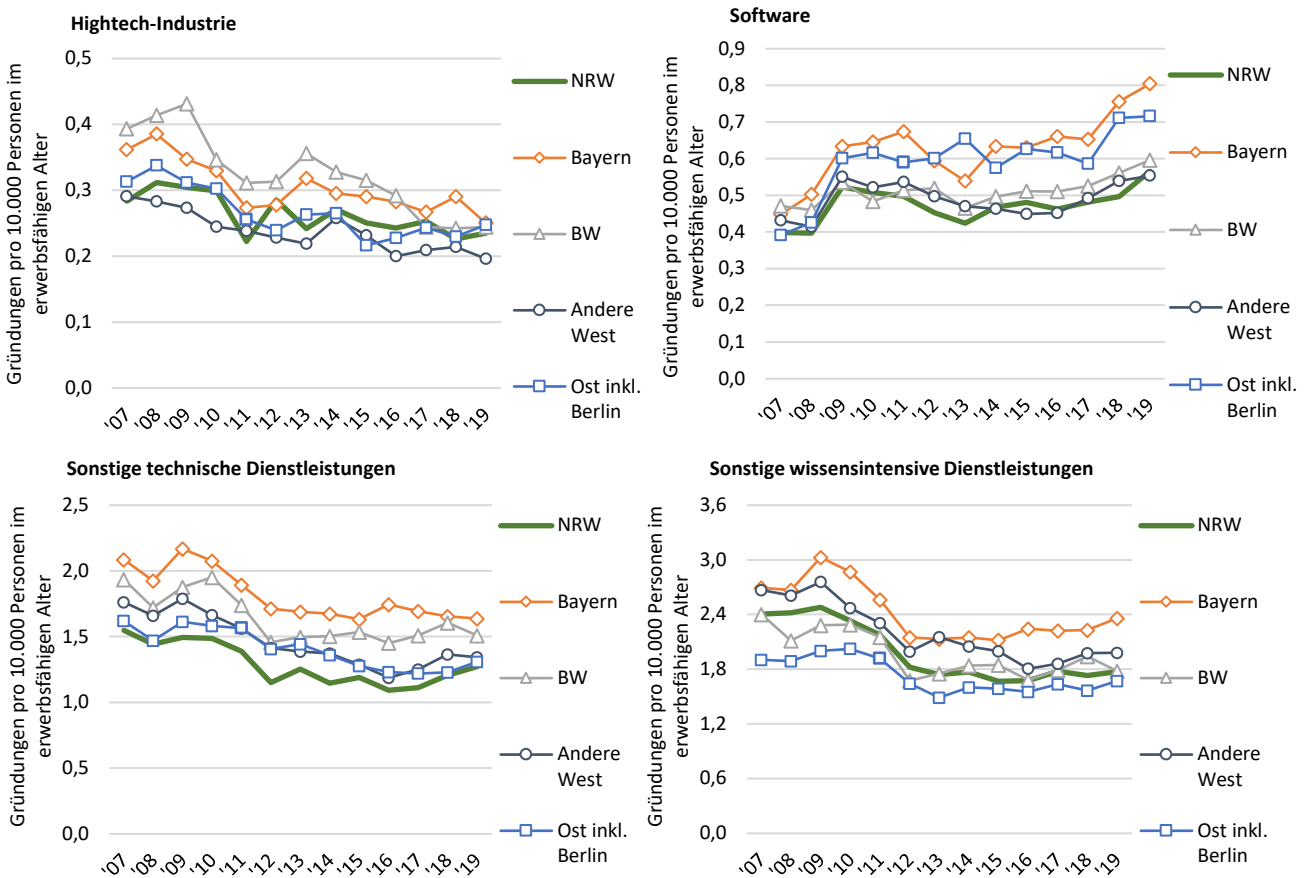 Hightech-Industrie
Gründungen pro 10.000 Personen im
erwerbsfähigen Alter
0,5
0,4
0,3
0,2
0,1
0,0
'07 '08 '09 '10 '11 '12 '13 '14 '15 '16 '17 '18 '19
NRW
Bayern
BW
Andere
West
Ost inkl.
Berlin
Software
Gründungen pro 10.000 Personen im
erwerbsfähigen Alter
0,9
0,8
0,7
0,6
0,5
0,4
0,3
0,2
0,1
0,0
'07 '08 '09 '10 '11 '12 '13 '14 '15 '16 '17 '18 '19
NRW
Bayern
BW
Andere
West
Ost inkl.
Berlin
Sonstige technische Dienstleistungen
Gründungen pro 10.000 Personen im
erwerbsfähigen Alter
2,5
2,0
1,5
1,0
0,5
0,0
'07 '08 '09 '10 '11 '12 '13 '14 '15 '16 '17 '18 '19
NRW
Bayern
BW
Andere
West
Ost inkl.
Berlin
Sonstige wissensintensive Dienstleistungen
Gründungen pro 10.000 Personen im
erwerbsfähigen Alter
3,6
3,0
2,4
1,8
1,2
0,6
0,0
'07 '08 '09 '10 '11 '12 '13 '14 '15 '16 '17 '18 '19
NRW
Bayern
BW
Andere
West
Ost inkl.
Berlin